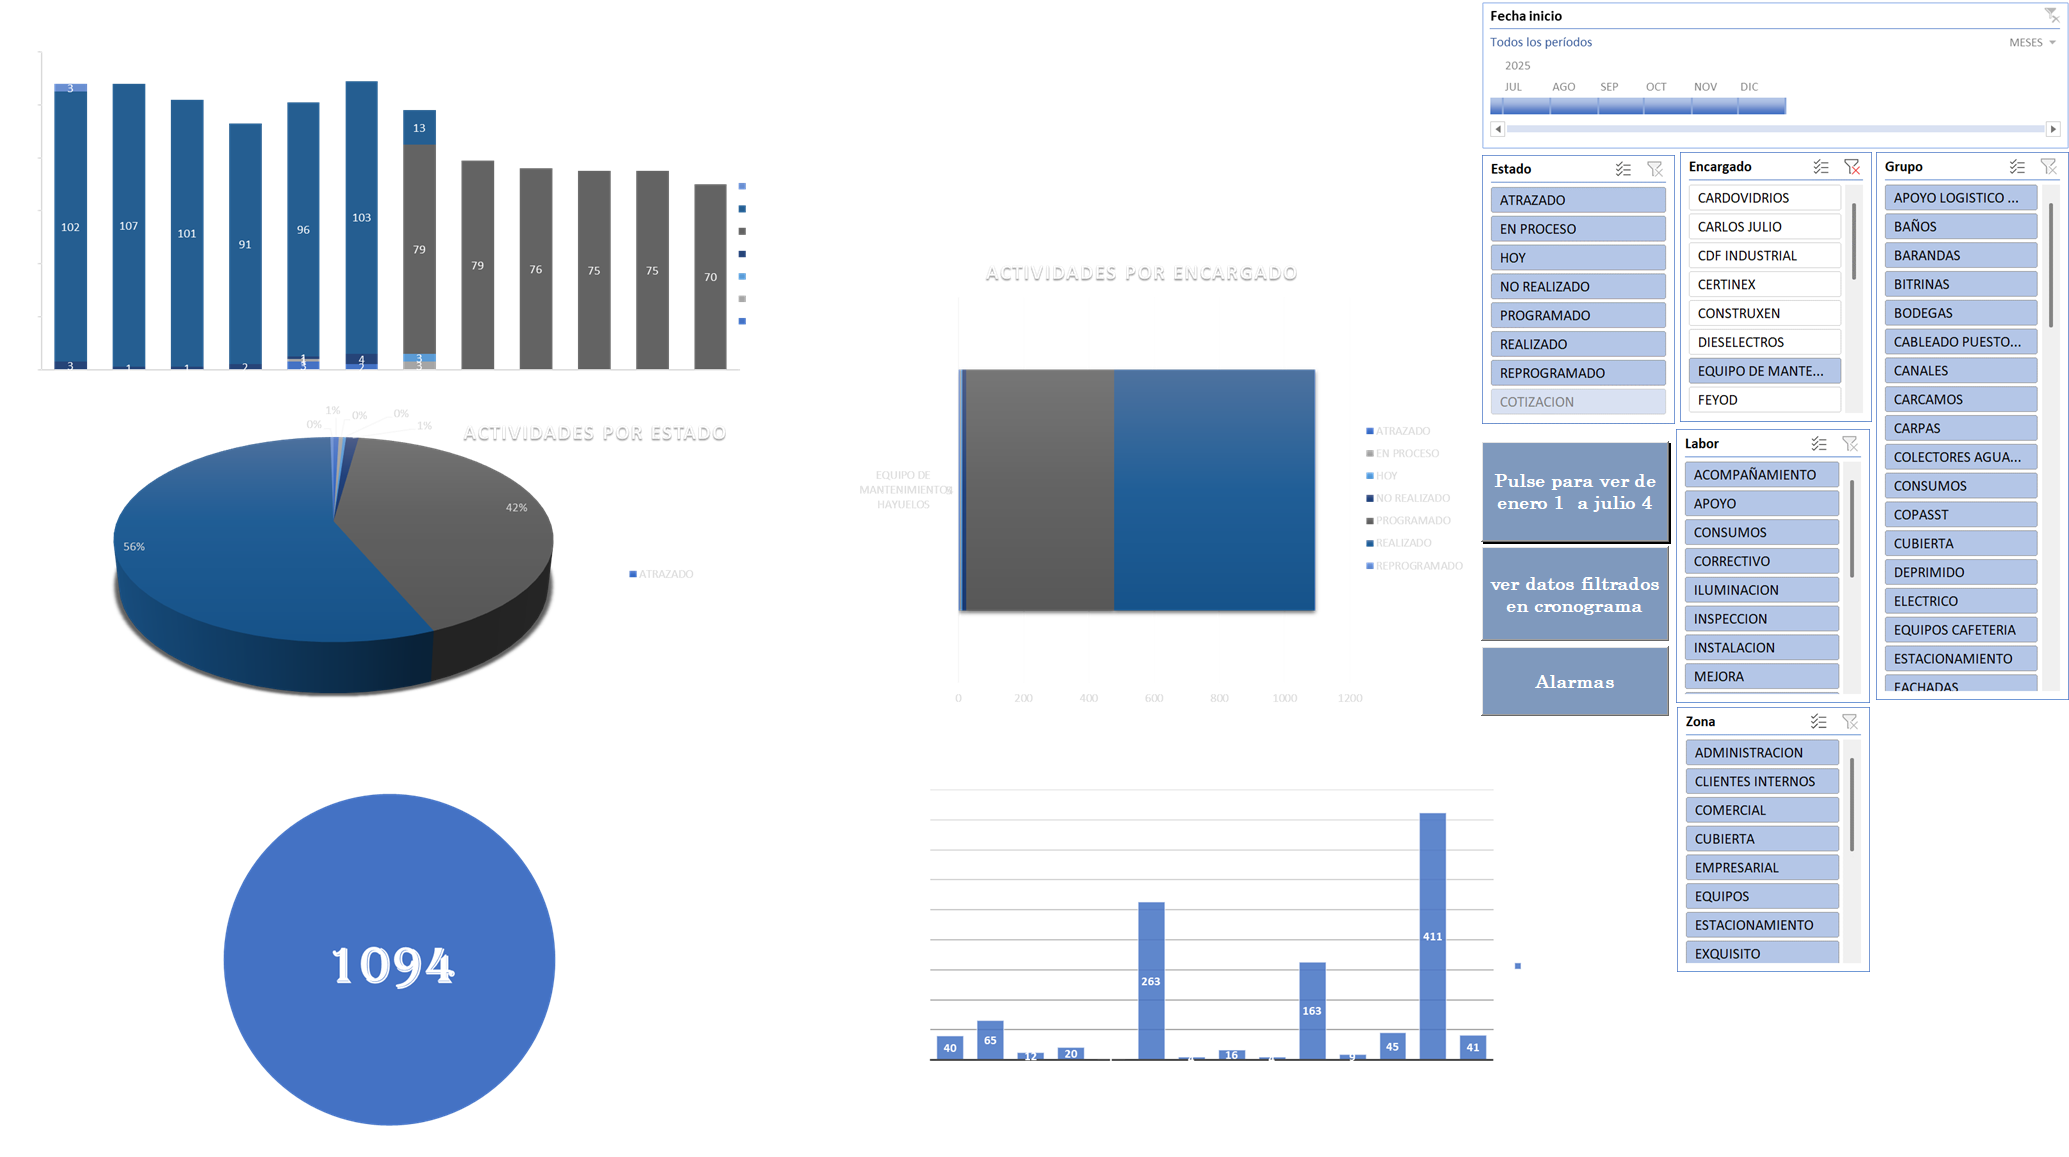 3
102
3
107
1
101
1
91
2
96
1
3
103
4
2
13
79
3
3
79
76
75
75
70
ACTIVIDADES POR ESTADO
1%
0%
0%
0%
1%
42%
56%
ATRAZADO
1094
ACTIVIDADES POR ENCARGADO
EQUIPO DE
MANTENIMIENTO
HAYUELOS
0 200 400 600 800 1000 1200
ATRAZADO
EN PROCESO
HOY
NO REALIZADO
PROGRAMADO
REALIZADO
REPROGRAMADO
40 65 12 20 263 4 16 4 163 9 45 411 41
Fecha inicio
Todos los períodos
MESES
2025
JUL AGO SEP OCT NOV DIC
Estado
ATRAZADO
EN PROCESO
HOY
NO REALIZADO
PROGRAMADO
REALIZADO
REPROGRAMADO
COTIZACION
Encargado
CARDOVIDRIOS
CARLOS JULIO
CDF INDUSTRIAL
CERTINEX
CONSTRUXEN
DIESELECTROS
EQUIPO DE MANTE...
FEYOD
Grupo
APOYO LOGISTICO ...
BAÑOS
BARANDAS
BITRINAS
BODEGAS
CABLEADO PUESTO...
CANALES
CARCAMOS
CARPAS
COLECTORES AGUA...
CONSUMOS
COPASST
CUBIERTA
DEPRIMIDO
ELECTRICO
EQUIPOS CAFETERIA
ESTACIONAMIENTO
FACHADAS
Pulse para ver de
enero 1 a julio 4
ver datos filtrados
en cronograma
Alarmas
Labor
ACOMPAÑAMIENTO
APOYO
CONSUMOS
CORRECTIVO
ILUMINACION
INSPECCION
INSTALACION
MEJORA
Zona
ADMINISTRACION
CLIENTES INTERNOS
COMERCIAL
CUBIERTA
EMPRESARIAL
EQUIPOS
ESTACIONAMIENTO
EXQUISITO